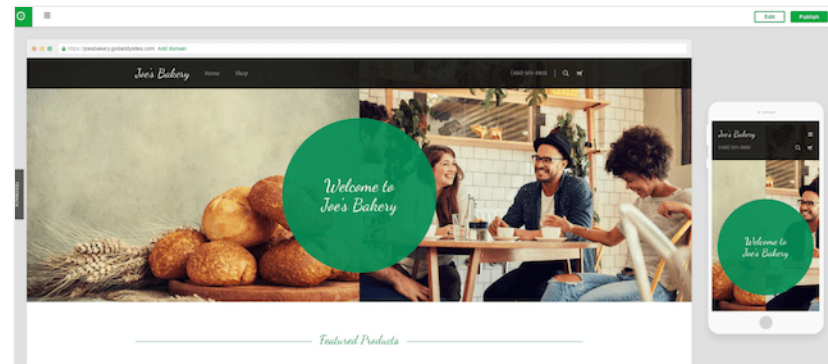 Edit
Publish
https://joesbakery.godaddysites.com Add domain
Joe's Bakery
Home
Shop
Welcome to
Joe's Bakery
Featured Products
Joe's Bakery
Welcome to
Joe's Bakery